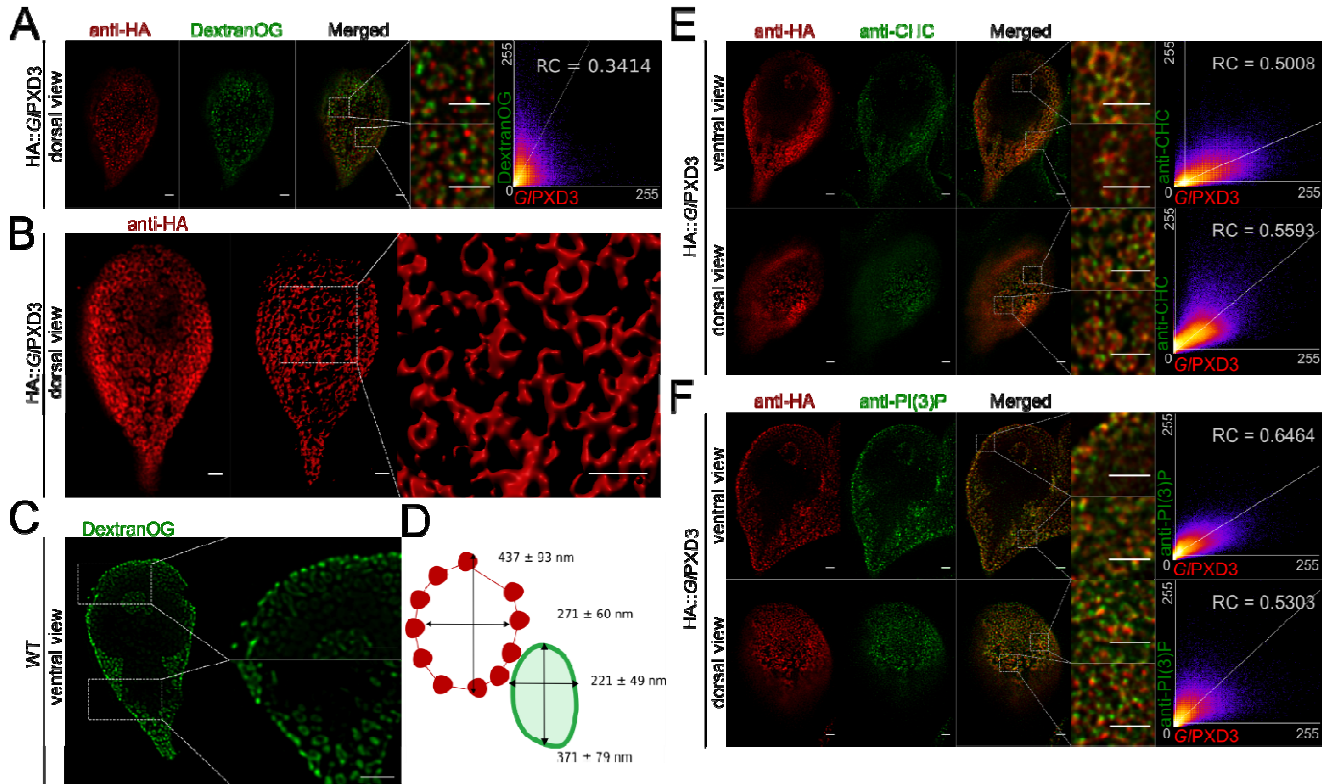 A
anti-HA DextranOG Merged
HA::GlPXD3
dorsal view
RC = 0.3414
DextranOG
0
GlPXD3
255
B
anti-HA
HA::GlPXD3
dorsal view
C
DextranOG
WT
ventral view
D
437 ± 93 nm
271 ± 60 nm
221 ± 49 nm
371 ± 79 nm
E
anti-HA anti-CHC Merged
HA::GlPXD3
ventral view
255
RC = 0.5008
anti-CHC
0
GlPXD3
255
dorsal view
255
RC = 0.5593
anti-CHC
0
GlPXD3
255
F
anti-HA anti-PI(3)P Merged
HA::GlPXD3
ventral view
255
RC = 0.6464
anti-PI(3)P
0
GlPXD3
255
dorsal view
255
RC = 0.5303
anti-PI(3)P
0
GlPXD3
255